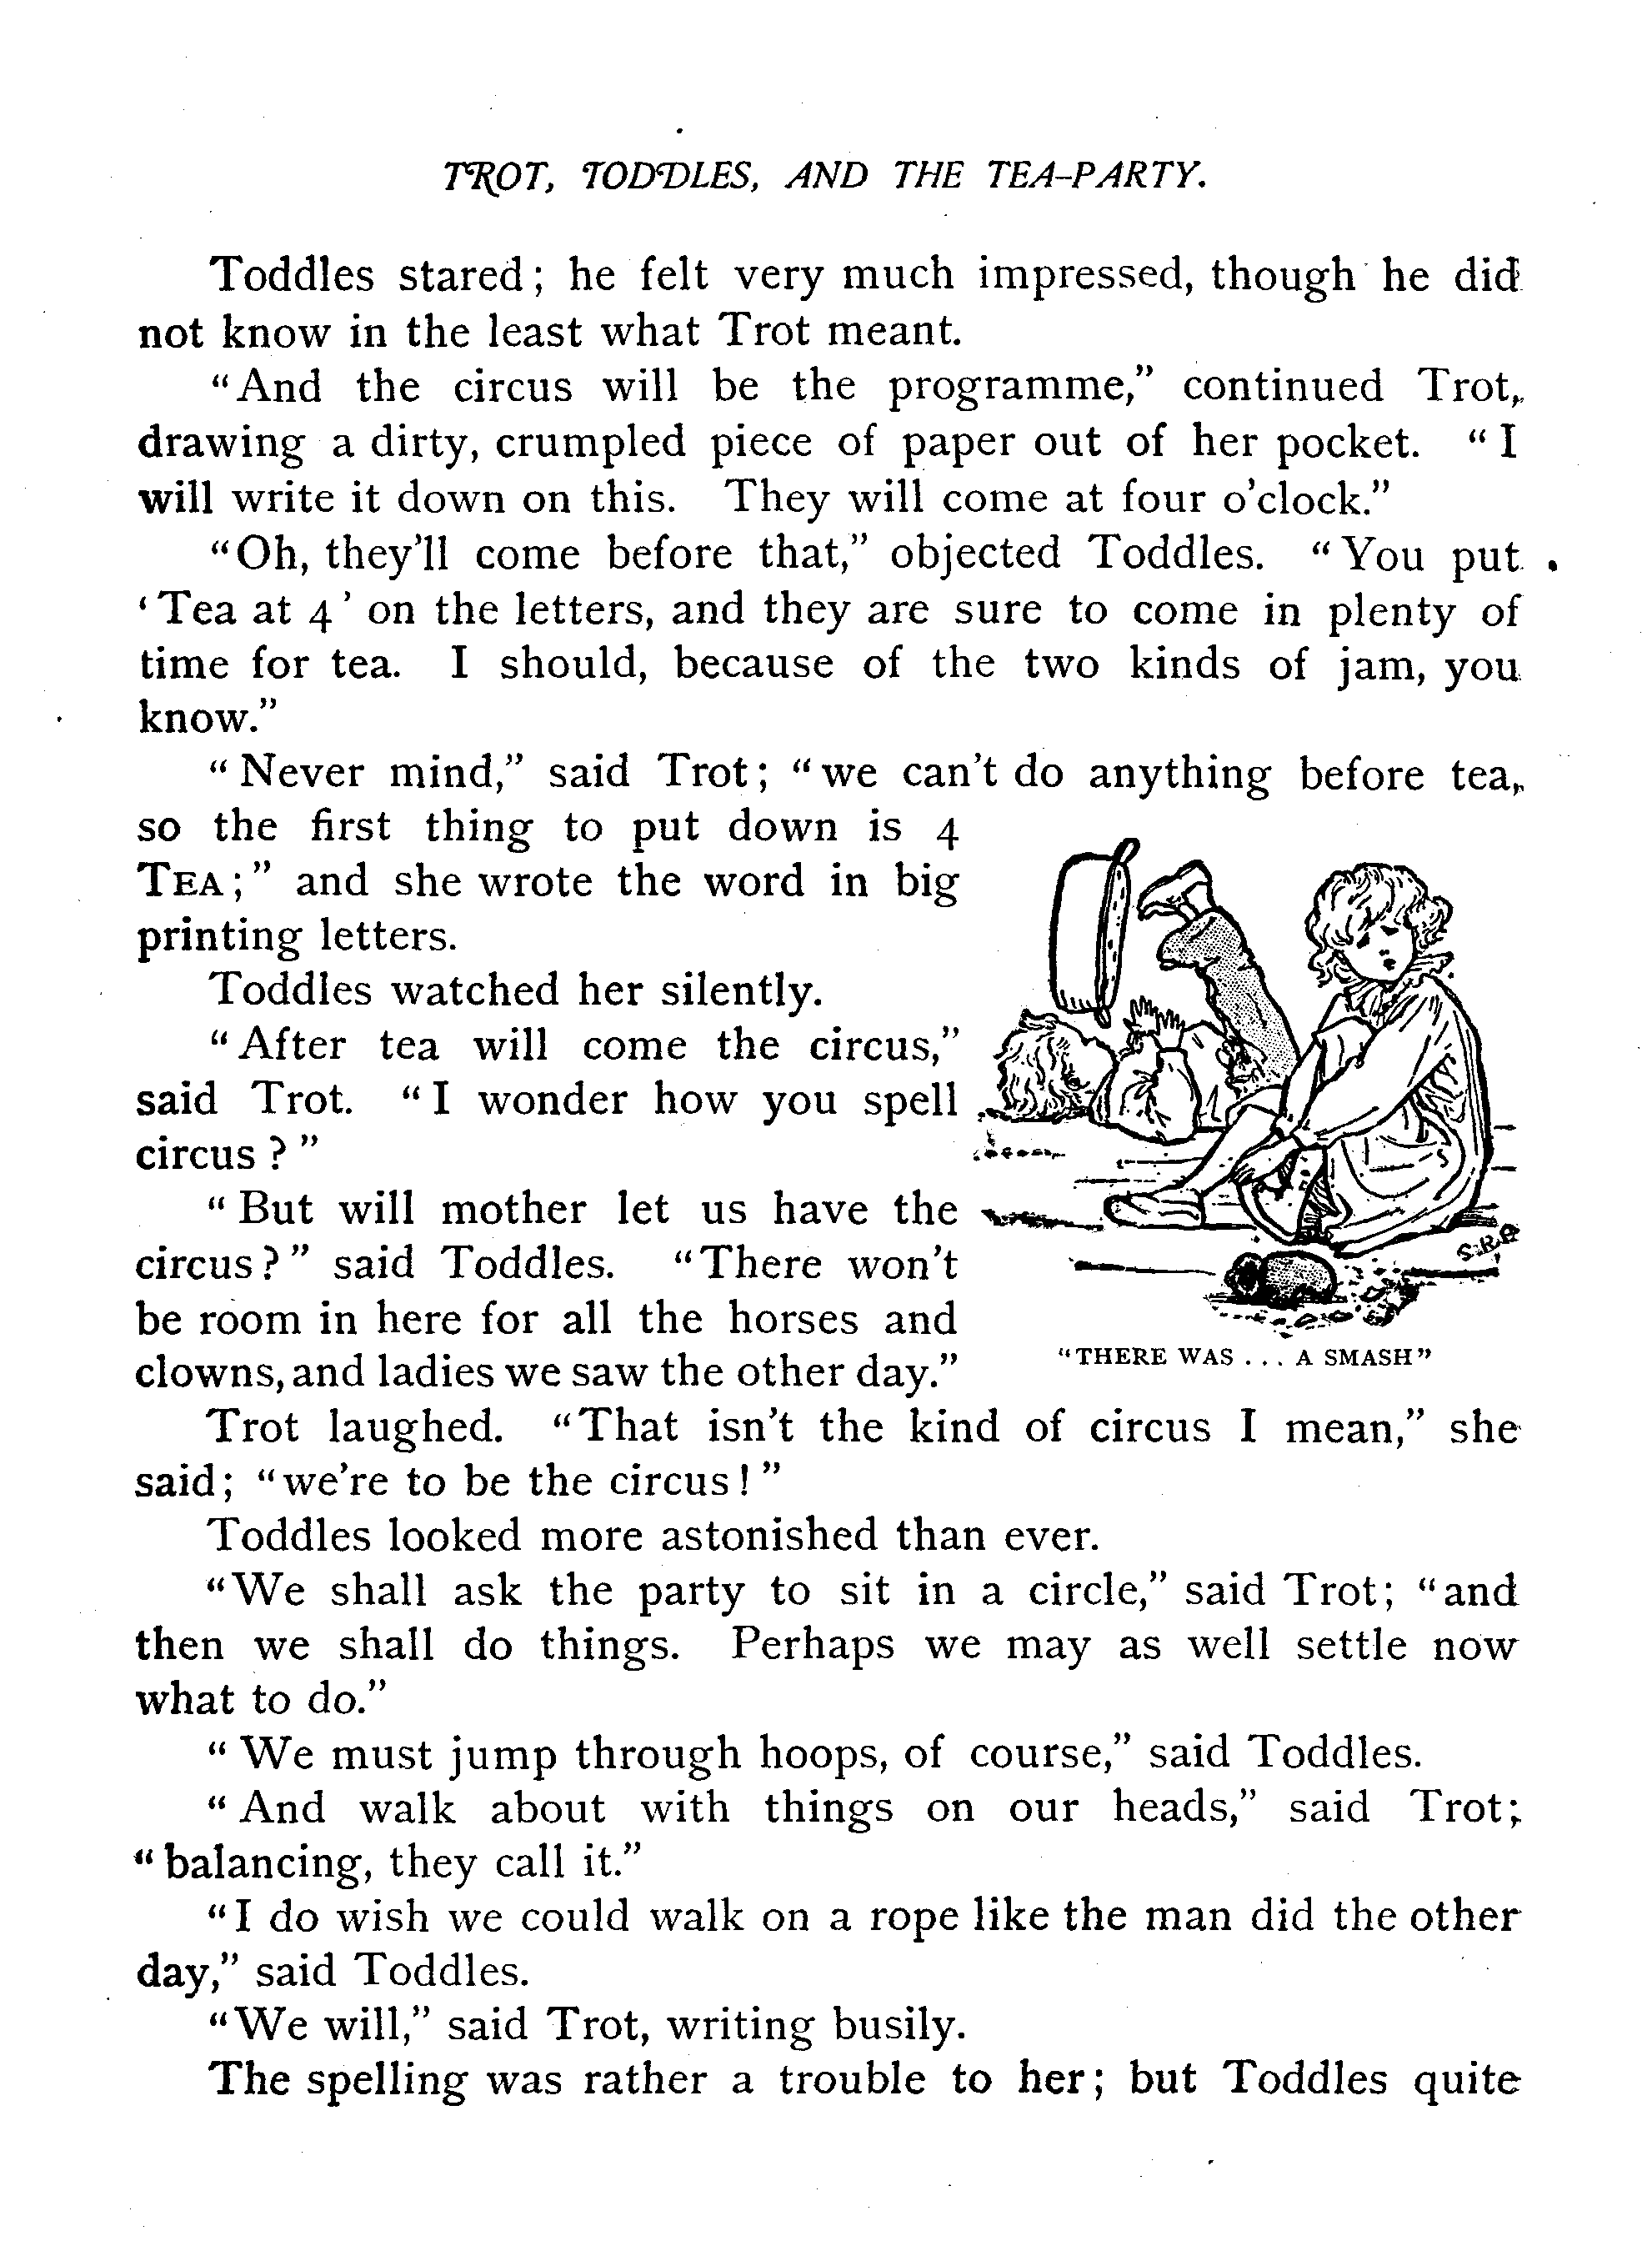 TROT, TODDLES, AND THE TEA-PARTY.
Toddles stared; he felt very much impressed, though he did
not know in the least what Trot meant.
“And the circus will be the programme,” continued Trot,
drawing a dirty, crumpled piece of paper out of her pocket. “I
will write it down on this. They will come at four o’clock.”
“Oh, they’ll come before that,” objected Toddles. “You put
‘Tea at 4’ on the letters, and they are sure to come in plenty of
time for tea. I should, because of the two kinds of jam, you
know.”
“Never mind,” said Trot; “we can’t do anything before tea,
so the first thing to put down is 4
TEA;” and she wrote the word in big
printing letters.
Toddles watched her silently.
“After tea will come the circus,”
said Trot. “I wonder how you spell
circus?”
“But will mother let us have the
circus?” said Toddles. “There won’t
be room in here for all the horses and
clowns, and ladies we saw the other day.”
S.R.P
“THERE WAS . . . A SMASH”
Trot laughed. “That isn’t the kind of circus I mean,” she
said; “we’re to be the circus!”
Toddles looked more astonished than ever.
“We shall ask the party to sit in a circle,” said Trot; “and
then we shall do things. Perhaps we may as well settle now
what to do.”
“We must jump through hoops, of course,” said Toddles.
“And walk about with things on our heads,” said Trot;
“balancing, they call it.”
“I do wish we could walk on a rope like the man did the other
day,” said Toddles.
“We will,” said Trot, writing busily.
The spelling was rather a trouble to her; but Toddles quite